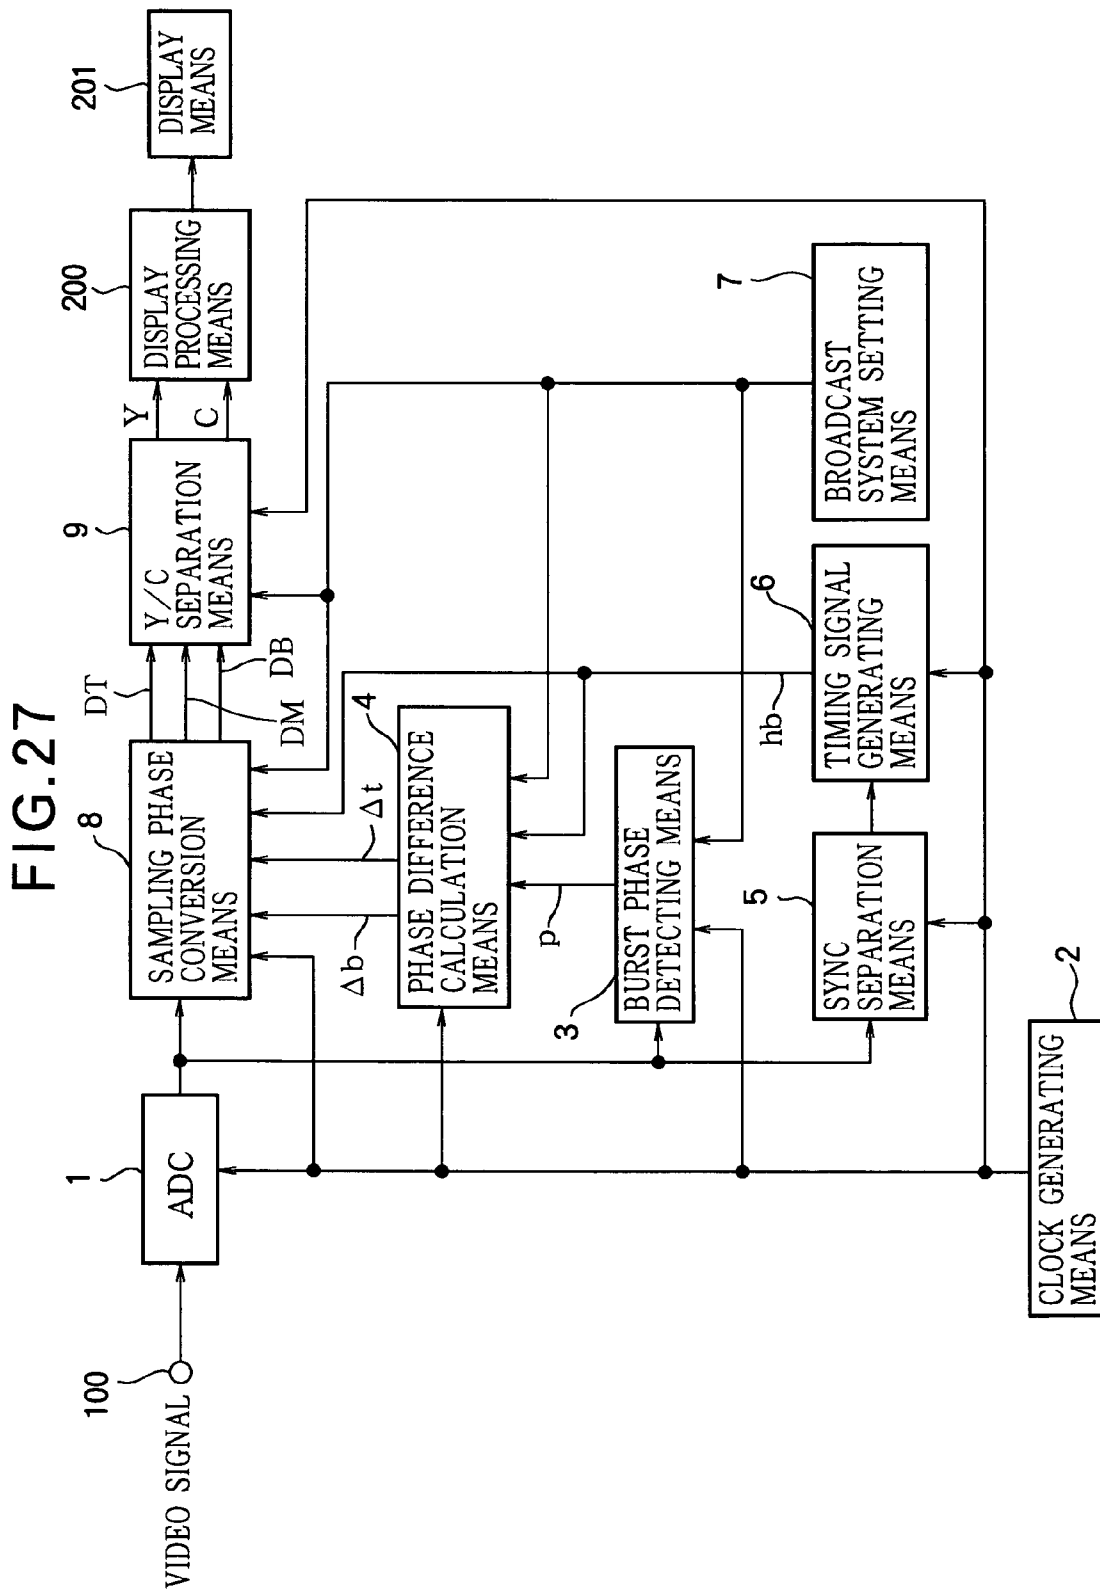 FIG.27
VIDEO SIGNAL
100
1
ADC
8
SAMPLING PHASE
CONVERSION
MEANS
DT
DM
DB
9
Y/C
SEPARATION
MEANS
Y
C
200
DISPLAY
PROCESSING
MEANS
201
DISPLAY
MEANS
Δb
Δt
4
PHASE DIFFERENCE
CALCULATION
MEANS
p
3
BURST PHASE
DETECTING MEANS
hb
5
SYNC
SEPARATION
MEANS
6
TIMING SIGNAL
GENERATING
MEANS
7
BROADCAST
SYSTEM SETTING
MEANS
2
CLOCK GENERATING
MEANS